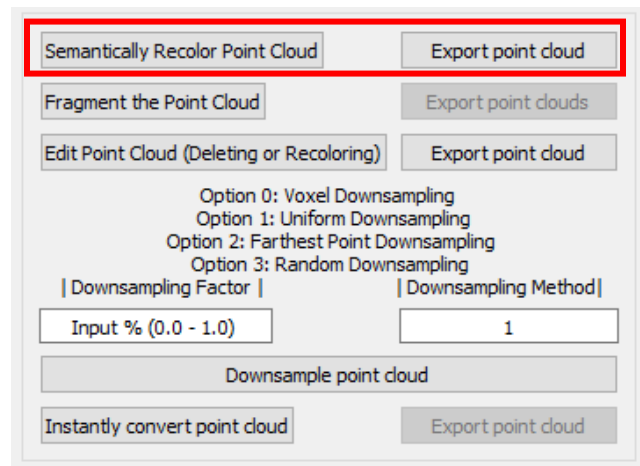 Semantically Recolor Point Cloud Export point cloud
Fragment the Point Cloud Export point clouds
Edit Point Cloud (Deleting or Recoloring) Export point cloud
Option 0: Voxel Downsampling
Option 1: Uniform Downsampling
Option 2: Farthest Point Downsampling
Option 3: Random Downsampling
| Downsampling Factor | | Downsampling Method|
Input % (0.0 - 1.0) 1
Downsample point cloud
Instantly convert point cloud Export point cloud